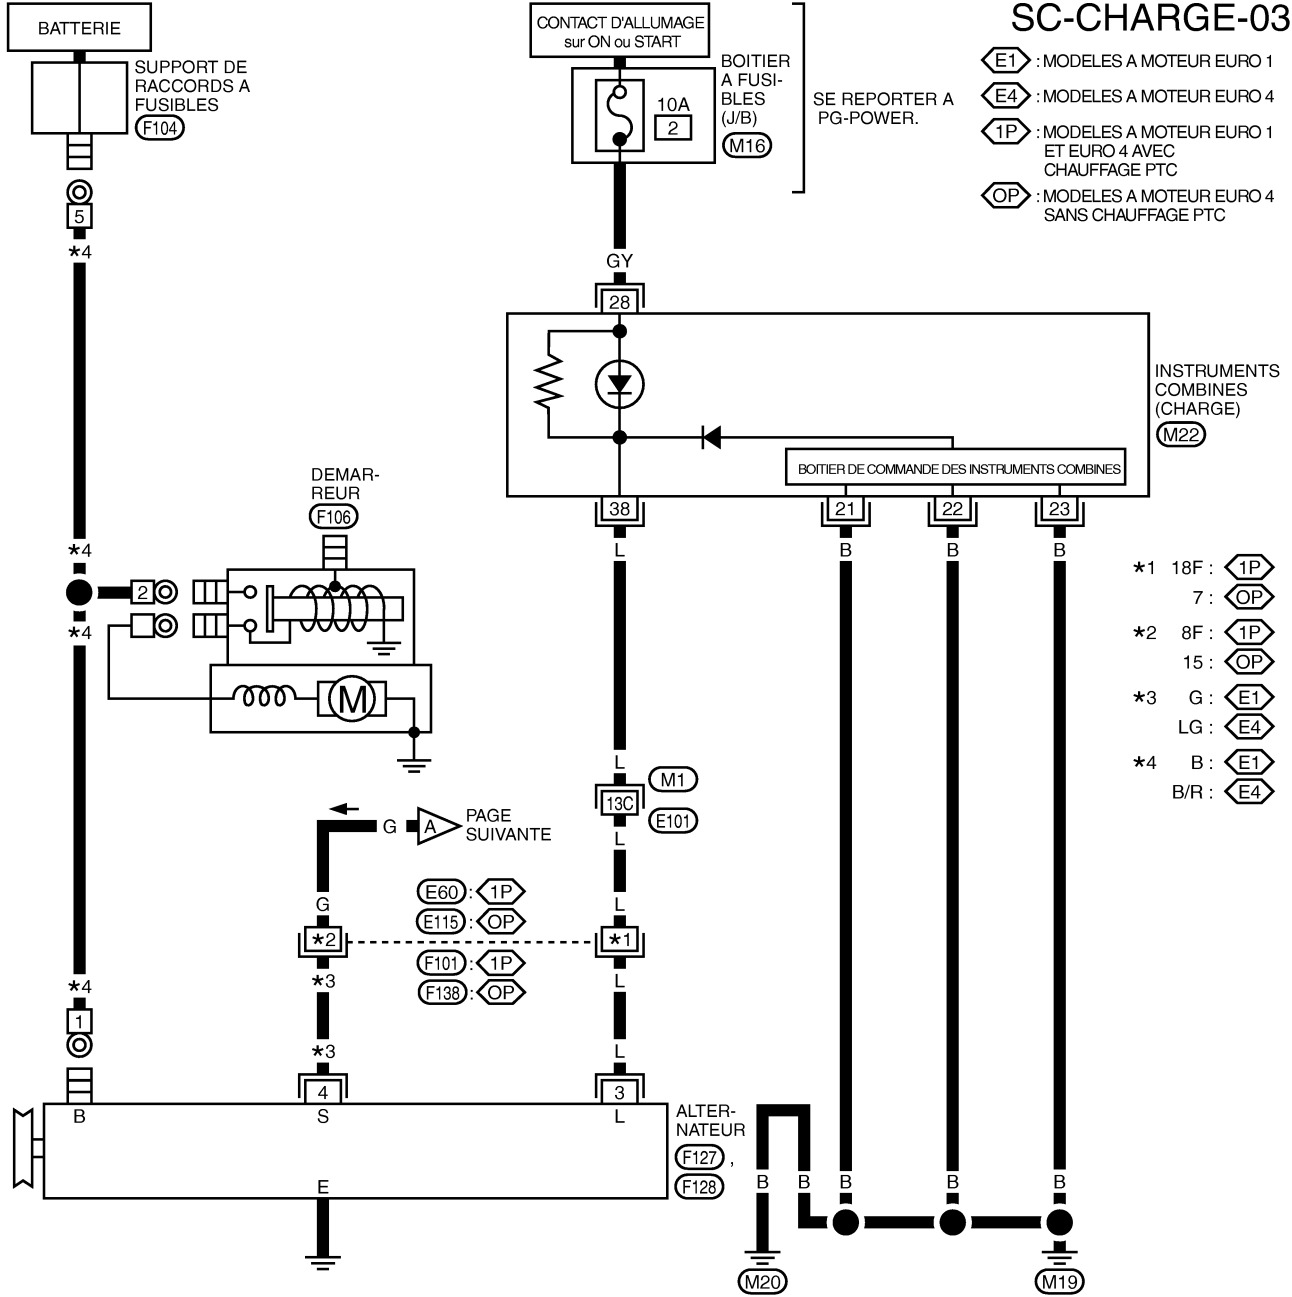 SC-CHARGE-03
BATTERIE
SUPPORT DE
RACCORDS A
FUSIBLES
F104
CONTACT D'ALLUMAGE
sur ON ou START
10A
2
BOITIER
A FUSI-
BLES
(J/B)
M16
SE REPORTER A
PG-POWER.
E1 : MODELES A MOTEUR EURO 1
E4 : MODELES A MOTEUR EURO 4
1P : MODELES A MOTEUR EURO 1
ET EURO 4 AVEC
CHAUFFAGE PTC
OP : MODELES A MOTEUR EURO 4
SANS CHAUFFAGE PTC
5
*4
GY
28
INSTRUMENTS
COMBINES
(CHARGE)
M22
BOITIER DE COMMANDE DES INSTRUMENTS COMBINES
38
21
22
23
L
B
B
B
DEMAR-
REUR
F106
*4
2
*4
M
*1 18F : 1P
7 : OP
*2 8F : 1P
15 : OP
*3 G : E1
LG : E4
*4 B : E1
B/R : E4
L
13C
M1
E101
L
G
A
PAGE
SUIVANTE
G
L
E60 : 1P
E115 : OP
*2
*1
F101 : 1P
F138 : OP
*3
L
*4
1
*3
L
4
3
B
S
L
E
ALTER-
NATEUR
F127 ,
F128
B
B
B
B
B
M20
M19